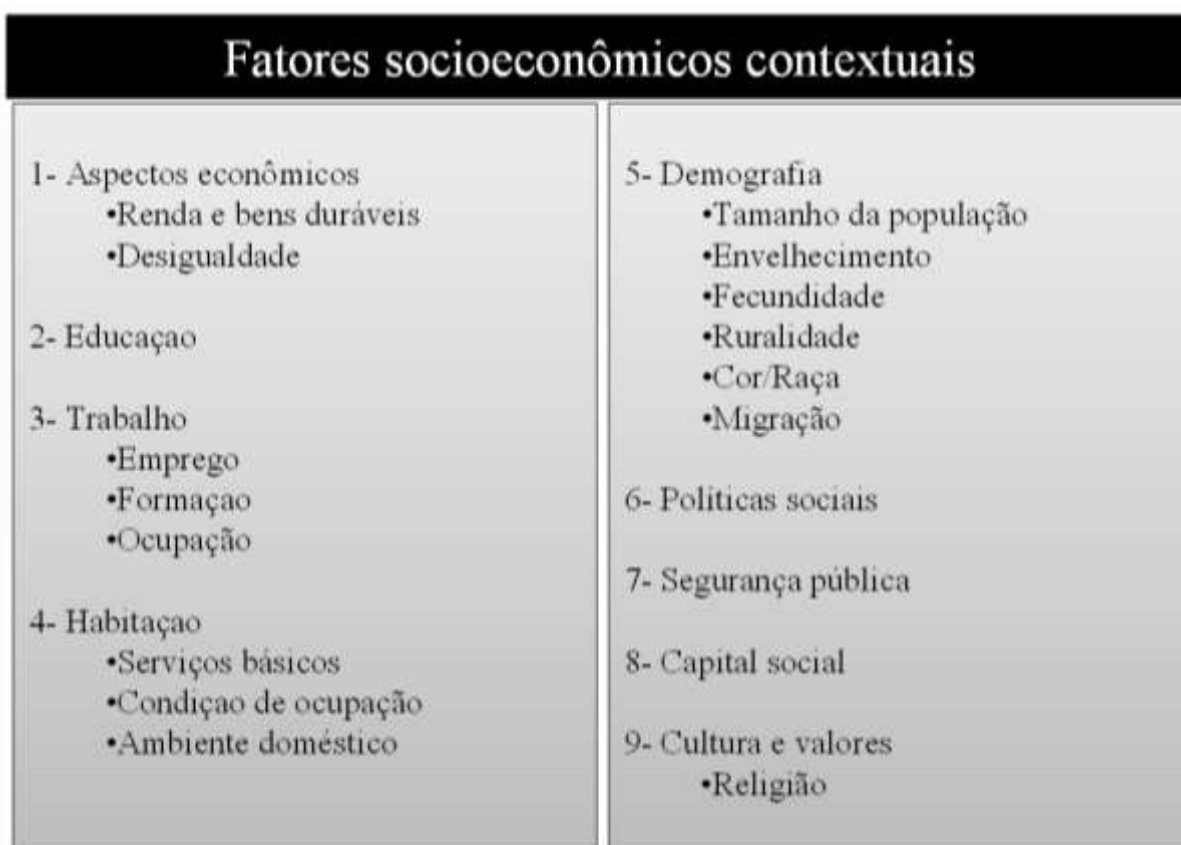 Fatores socioeconômicos contextuais
1- Aspectos econômicos
•Renda e bens duráveis
•Desigualdade
2- Educaçao
3- Trabalho
•Emprego
•Formaçao
•Ocupação
4- Habitaçao
•Serviços básicos
•Condiçao de ocupação
•Ambiente doméstico
5- Demografia
•Tamanho da população
•Envelhecimento
•Fecundidade
•Ruralidade
•Cor/Raça
•Migração
6- Políticas sociais
7- Segurança pública
8- Capital social
9- Cultura e valores
•Religião